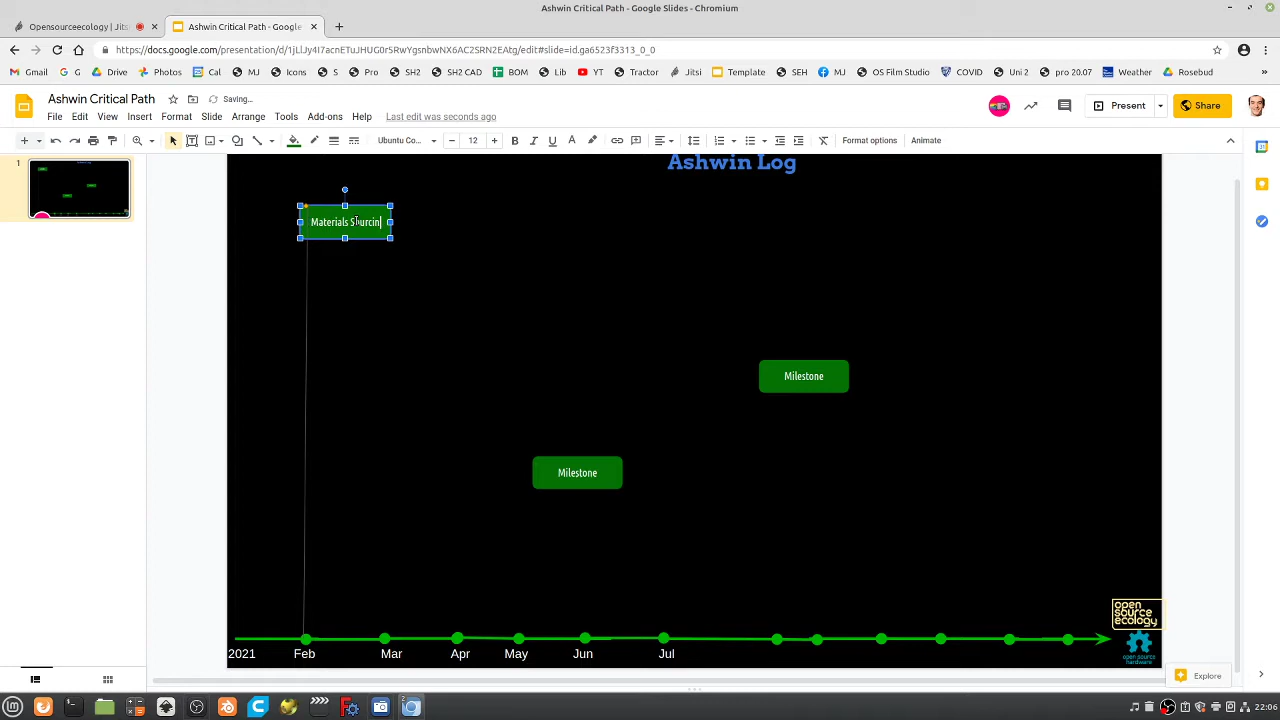 Ashwin Critical Path - Google Slides - Chromium
Opensourceecology | Jitsi
Ashwin Critical Path - Google
https://docs.google.com/presentation/d/1jLlJy4I7acnETuJHUG0r5RwYgsnbwNX6ACZSRN2EAtg/edit#slide=id.ga6523f3313_0_0
Gmail G Drive Photos Cal MJ Icons S Pro SH2 SH2 CAD BOM Lib YT Tractor Jitsi Template SEH MJ OS Film Studio COVID Uni 2 pro 20.07 Weather Rosebud »
Ashwin Critical Path Saving...
File Edit View Insert Format Slide Arrange Tools Add-ons Help Last edit was seconds ago
Present Share
Ubuntu Co... 12 B I U A Format options Animate
1
31
Ashwin Log
Materials Sourcin
Milestone
Milestone
open
source
ecology
2021 Feb Mar Apr May Jun Jul
open source
hardware
Explore
2
22:06